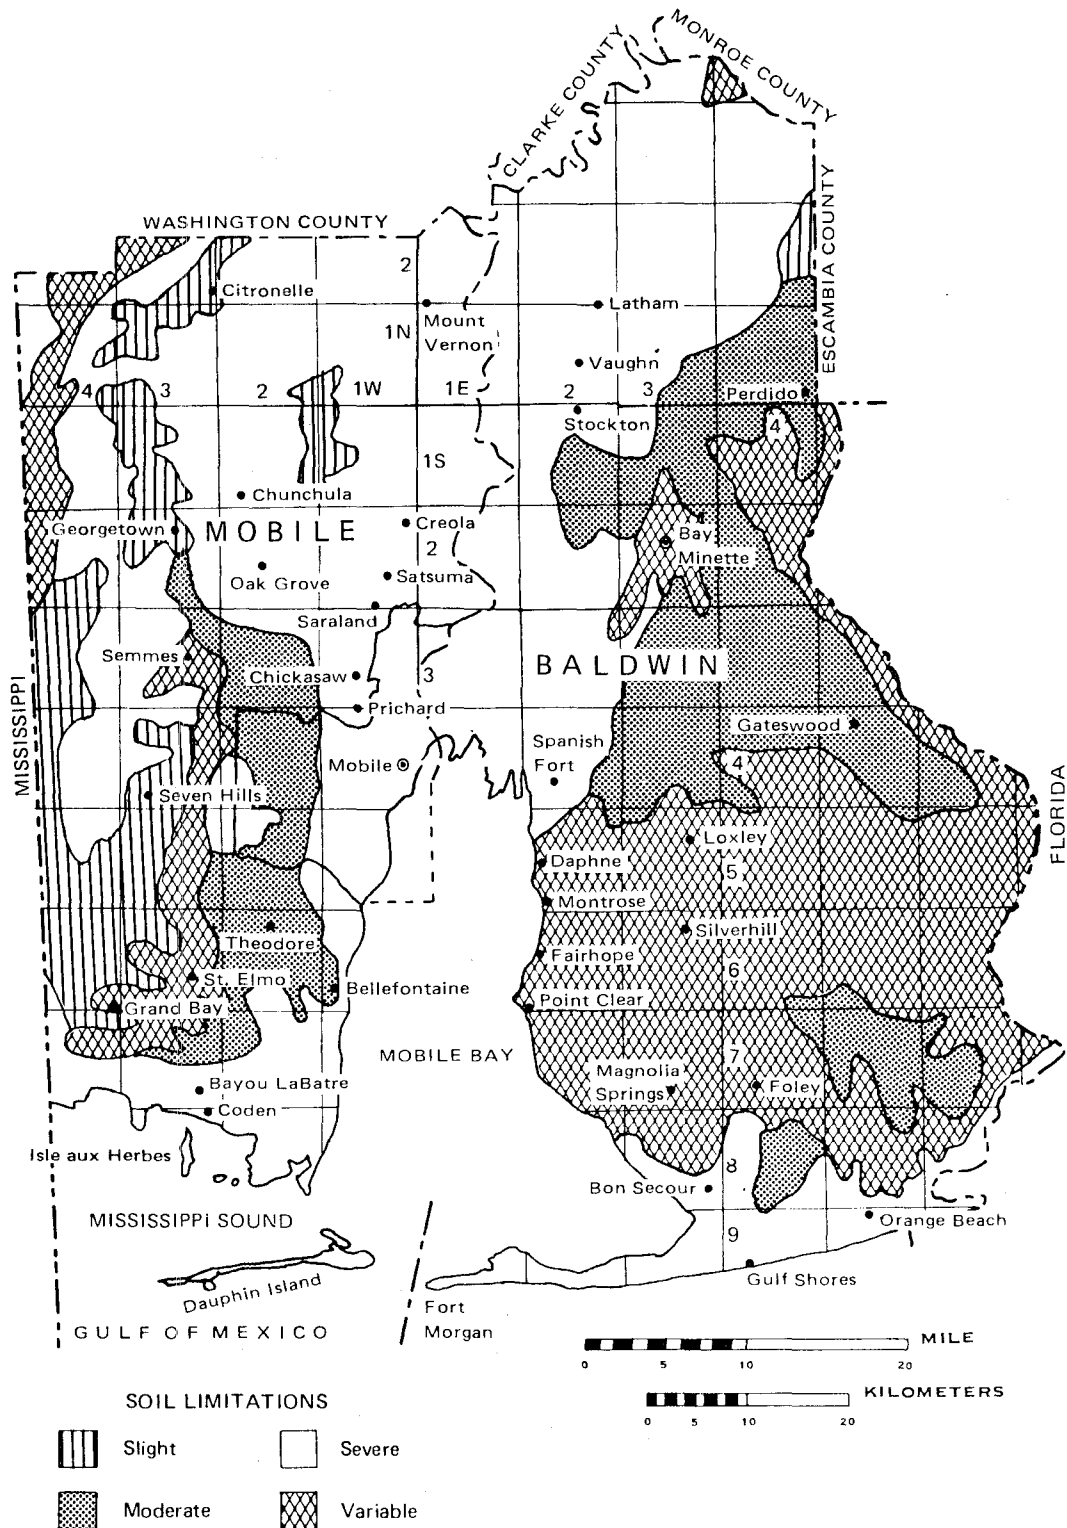 MONROE COUNTY
CLARKE COUNTY
ESCAMBIA COUNTY
WASHINGTON COUNTY
2
Citronelle
Latham
1N
Mount
Vernon
Vaughn
4
3
2
1W
1E
2
3
Perdido
Stockton
4
1S
Chunchula
Georgetown
MOBILE
Creola
2
Bay
Minette
Oak Grove
Satsuma
Saraland
Semmes
BALDWIN
Chickasaw
3
Prichard
Gateswood
MISSISSIPPI
Mobile
Spanish
Fort
4
Seven Hills
FLORIDA
Loxley
Daphne
5
Montrose
Theodore
Silverhill
Fairhope
St. Elmo
6
Bellefontaine
Grand Bay
Point Clear
MOBILE BAY
7
Magnolia
Springs
Foley
Bayou LaBatre
Coden
Isle aux Herbes
8
Bon Secour
MISSISSIPPI SOUND
Orange Beach
9
Dauphin Island
Gulf Shores
Fort
Morgan
GULF OF MEXICO
MILE
0 5 10 20
KILOMETERS
0 5 10 20
SOIL LIMITATIONS
Slight
Severe
Moderate
Variable